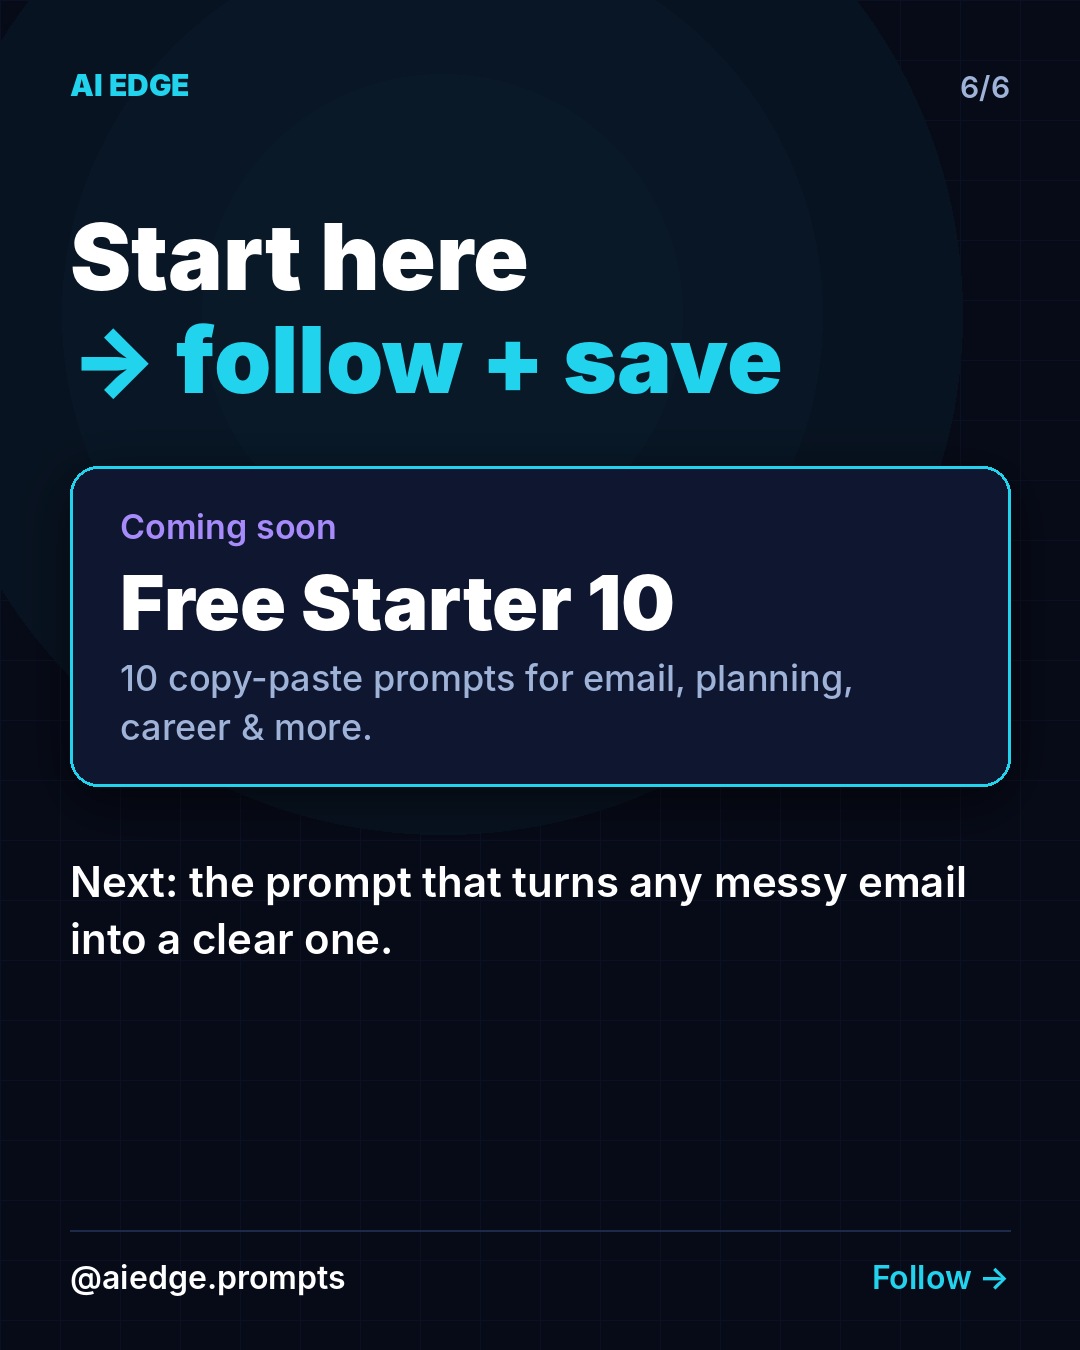 AI EDGE
6/6
Start here
→ follow + save
Coming soon
Free Starter 10
10 copy-paste prompts for email, planning,
career & more.
Next: the prompt that turns any messy email
into a clear one.
@aiedge.prompts
Follow →